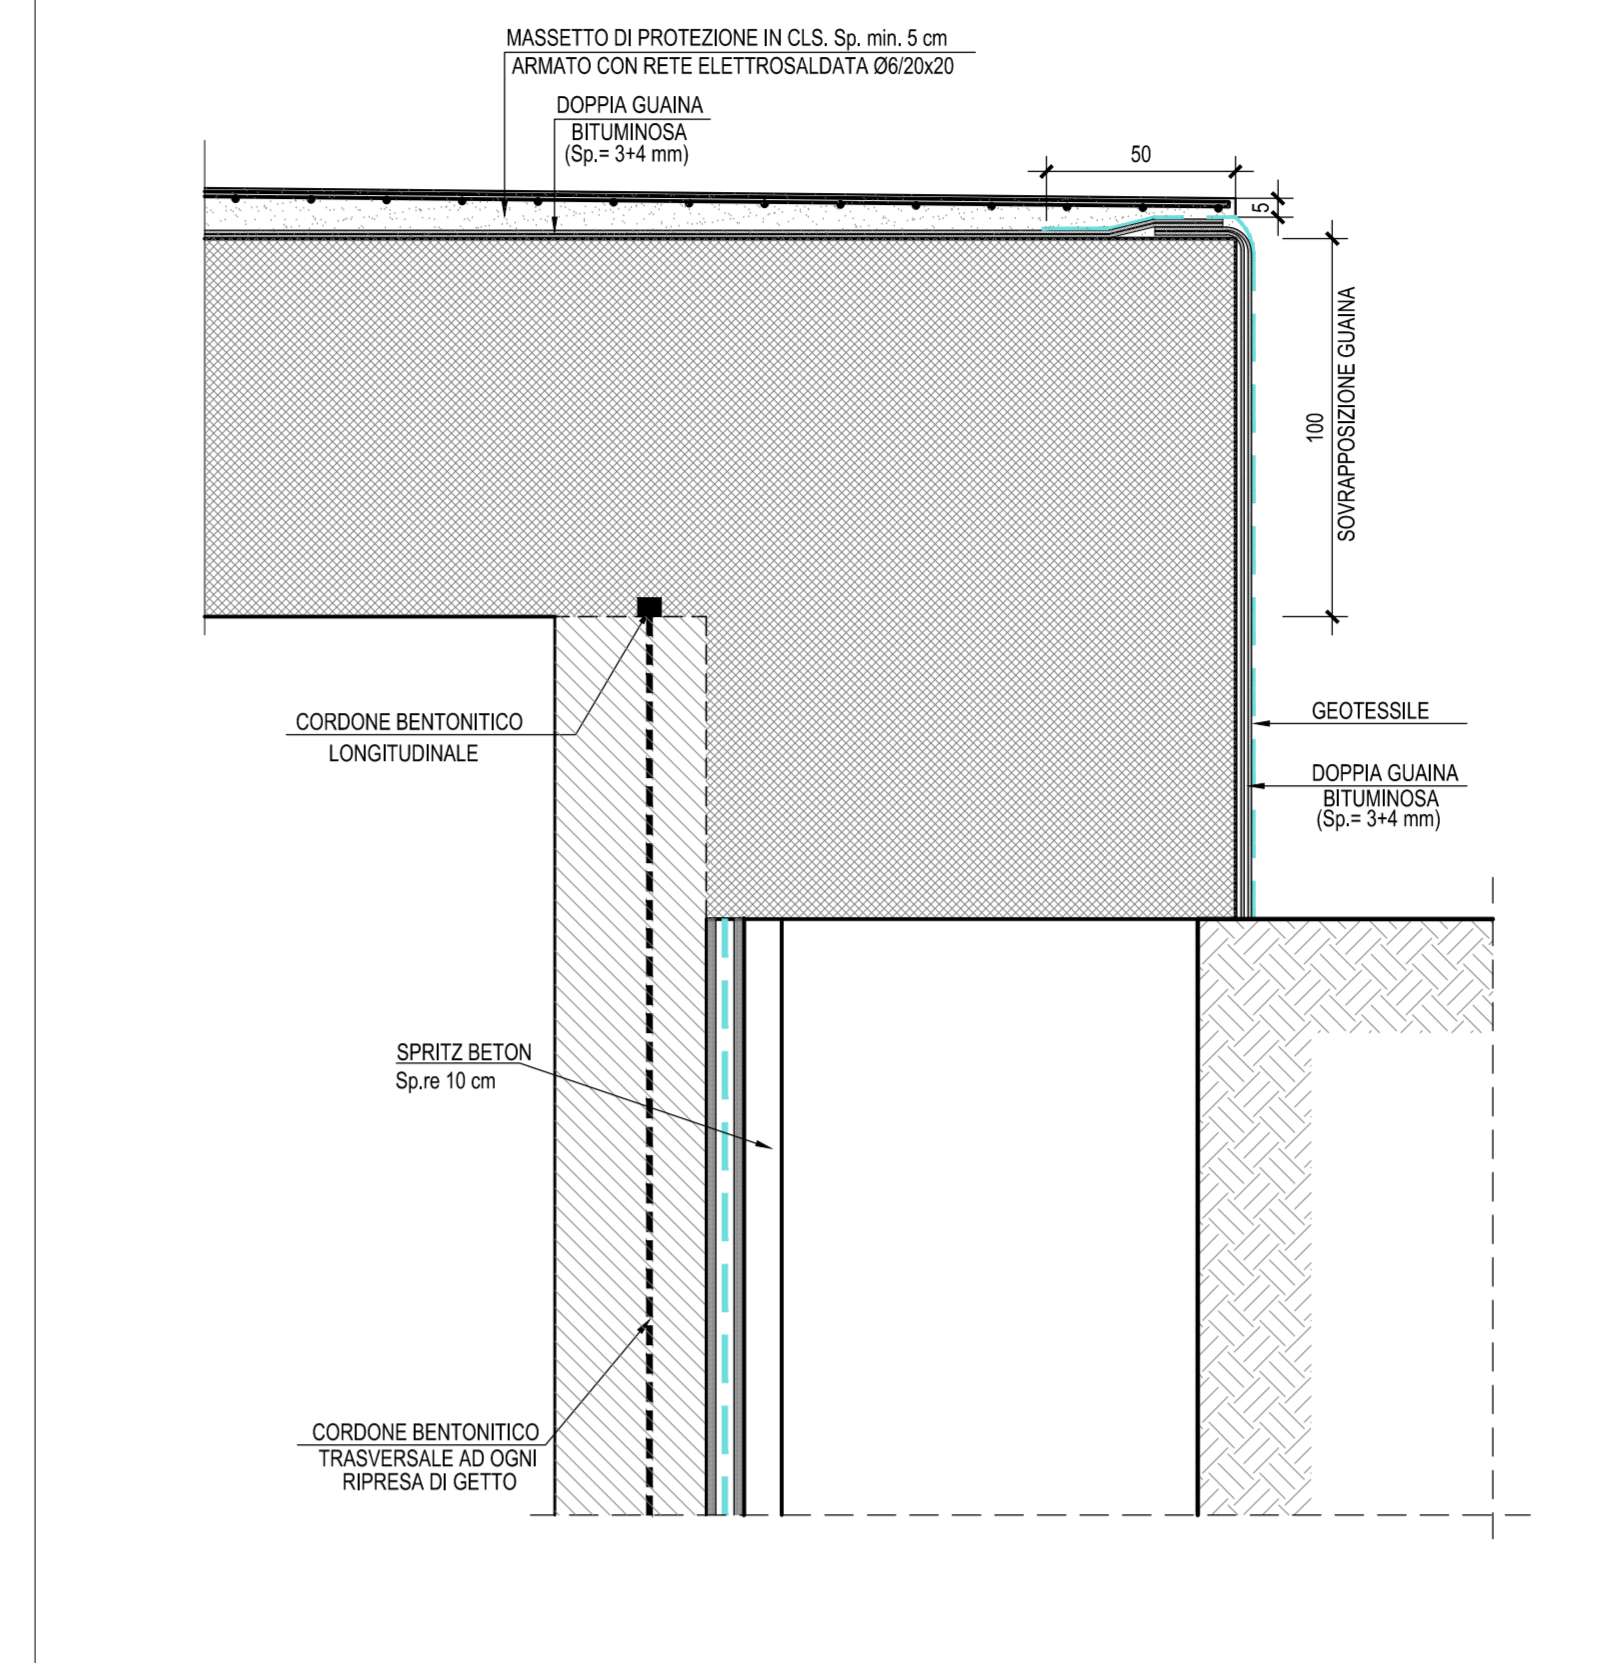 MASSETTO DI PROTEZIONE IN CLS. Sp. min. 5 cm
ARMATO CON RETE ELETTROSALDATA Ø6/20x20
DOPPIA GUAINA
BITUMINOSA
(Sp.= 3+4 mm)
50
5
100
SOVRAPPOSIZIONE GUAINA
CORDONE BENTONITICO
LONGITUDINALE
GEOTESSILE
DOPPIA GUAINA
BITUMINOSA
(Sp.= 3+4 mm)
SPRITZ BETON
Sp.re 10 cm
CORDONE BENTONITICO
TRASVERSALE AD OGNI
RIPRESA DI GETTO